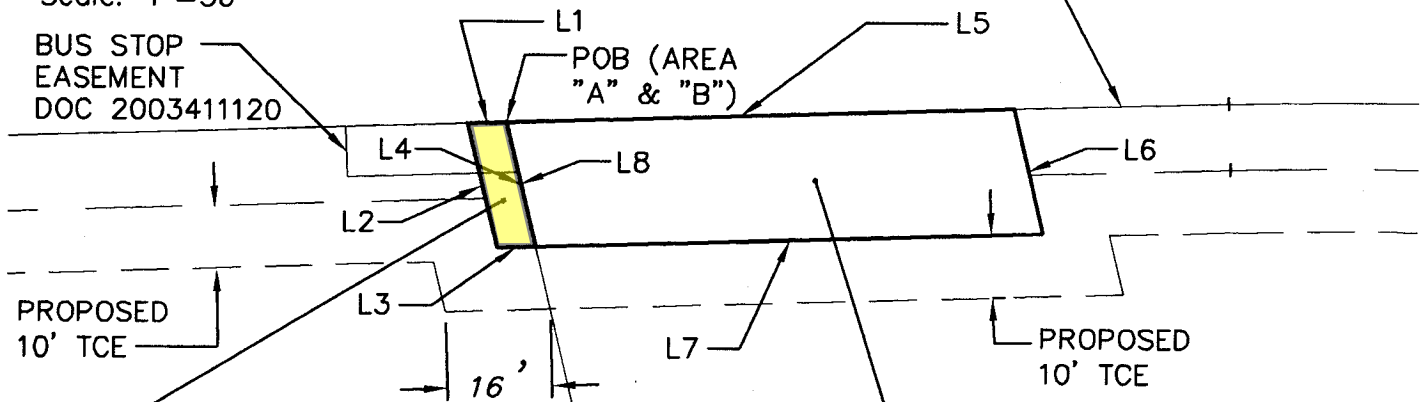 BUS STOP
EASEMENT
DOC 2003411120
L1
POB (AREA
"A" & "B")
L5
L4
L8
L6
L2
L3
PROPOSED
10' TCE
L7
16'
PROPOSED
10' TCE